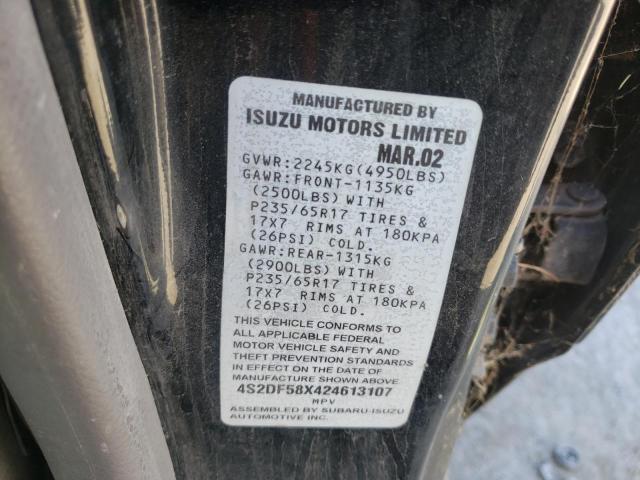 MANUFACTURED BY
ISUZU MOTORS LIMITED
MAR.02
GVWR:2245KG(4950LBS)
GAWR:FRONT-1135KG
(2500LBS) WITH
P235/65R17 TIRES &
17X7 RIMS AT 180KPA
(26PSI) COLD.
GAWR:REAR-1315KG
(2900LBS) WITH
P235/65R17 TIRES &
17X7 RIMS AT 180KPA
(26PSI) COLD.
THIS VEHICLE CONFORMS TO
ALL APPLICABLE FEDERAL
MOTOR VEHICLE SAFETY AND
THEFT PREVENTION STANDARDS
IN EFFECT ON THE DATE OF
MANUFACTURE SHOWN ABOVE
4S2DF58X424613107
MPV
ASSEMBLED BY SUBARU-ISUZU
AUTOMOTIVE INC.